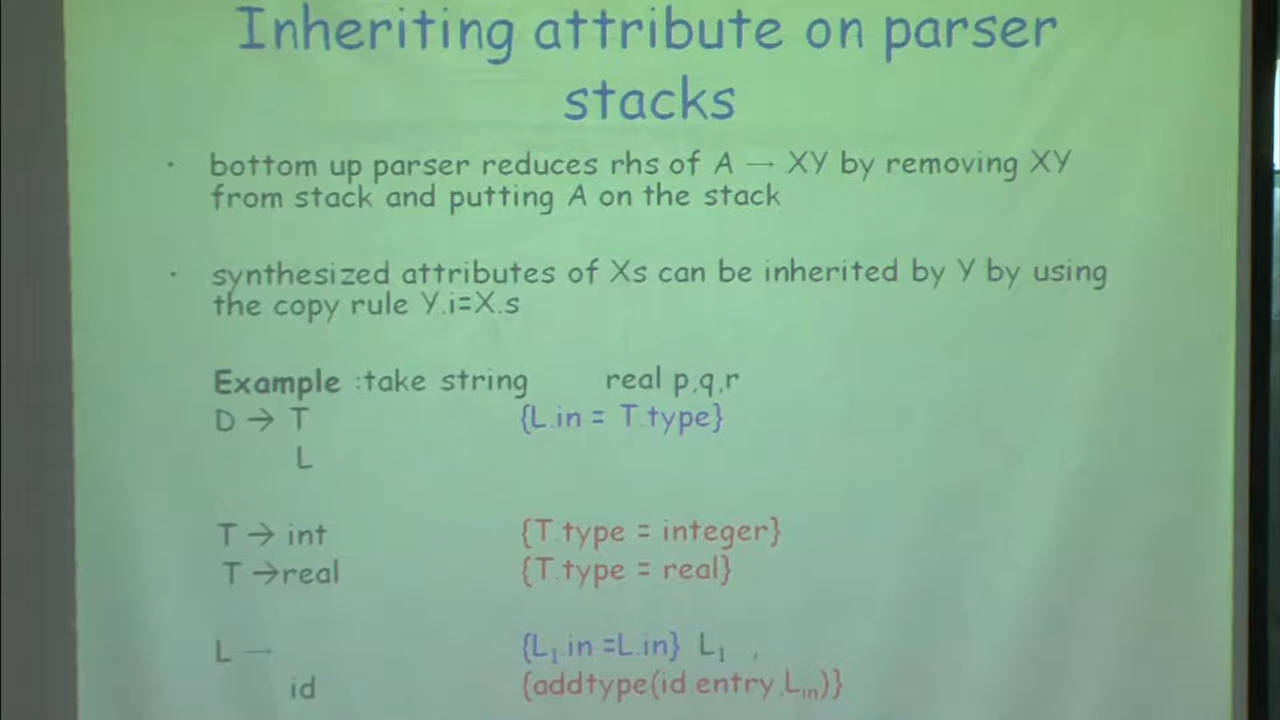 Inheriting attribute on parser
stacks
· bottom up parser reduces rhs of A → XY by removing XY
from stack and putting A on the stack
· synthesized attributes of Xs can be inherited by Y by using
the copy rule Y.i=X.s
Example :take string real p,q,r
D → T {L.in = T.type}
L
T → int {T.type = integer}
T →real {T.type = real}
L → {L₁.in =L.in} L₁ ,
id {addtype(id.entry,Lin)}